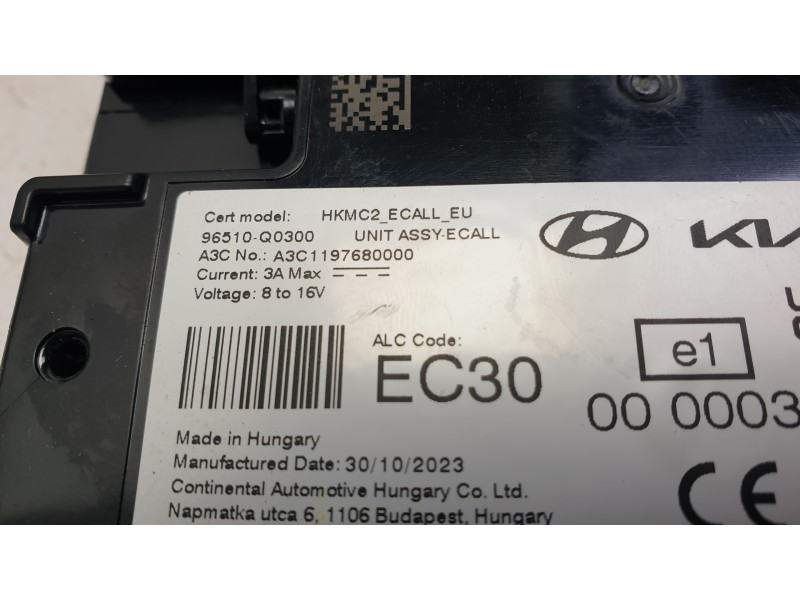 Cert model: HKMC2_ECALL_EU
96510-Q0300 UNIT ASSY-ECALL
A3C No.: A3C1197680000
Current: 3A Max
Voltage: 8 to 16V
KIA
ALC Code:
EC30
e1
00 0003
Made in Hungary
Manufactured Date: 30/10/2023
Continental Automotive Hungary Co. Ltd.
Napmatka utca 6, 1106 Budapest, Hungary
CE